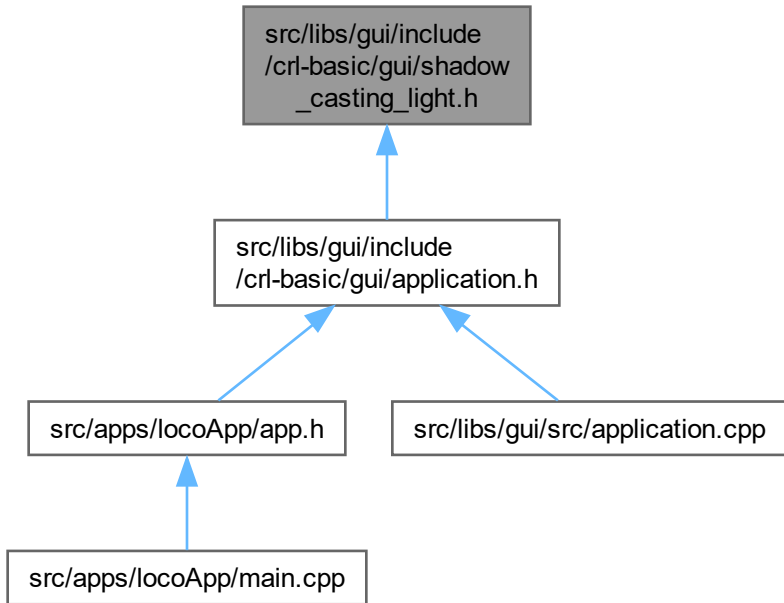 src/libs/gui/include
/crl-basic/gui/shadow
_casting_light.h
src/libs/gui/include
/crl-basic/gui/application.h
src/apps/locoApp/app.h
src/libs/gui/src/application.cpp
src/apps/locoApp/main.cpp